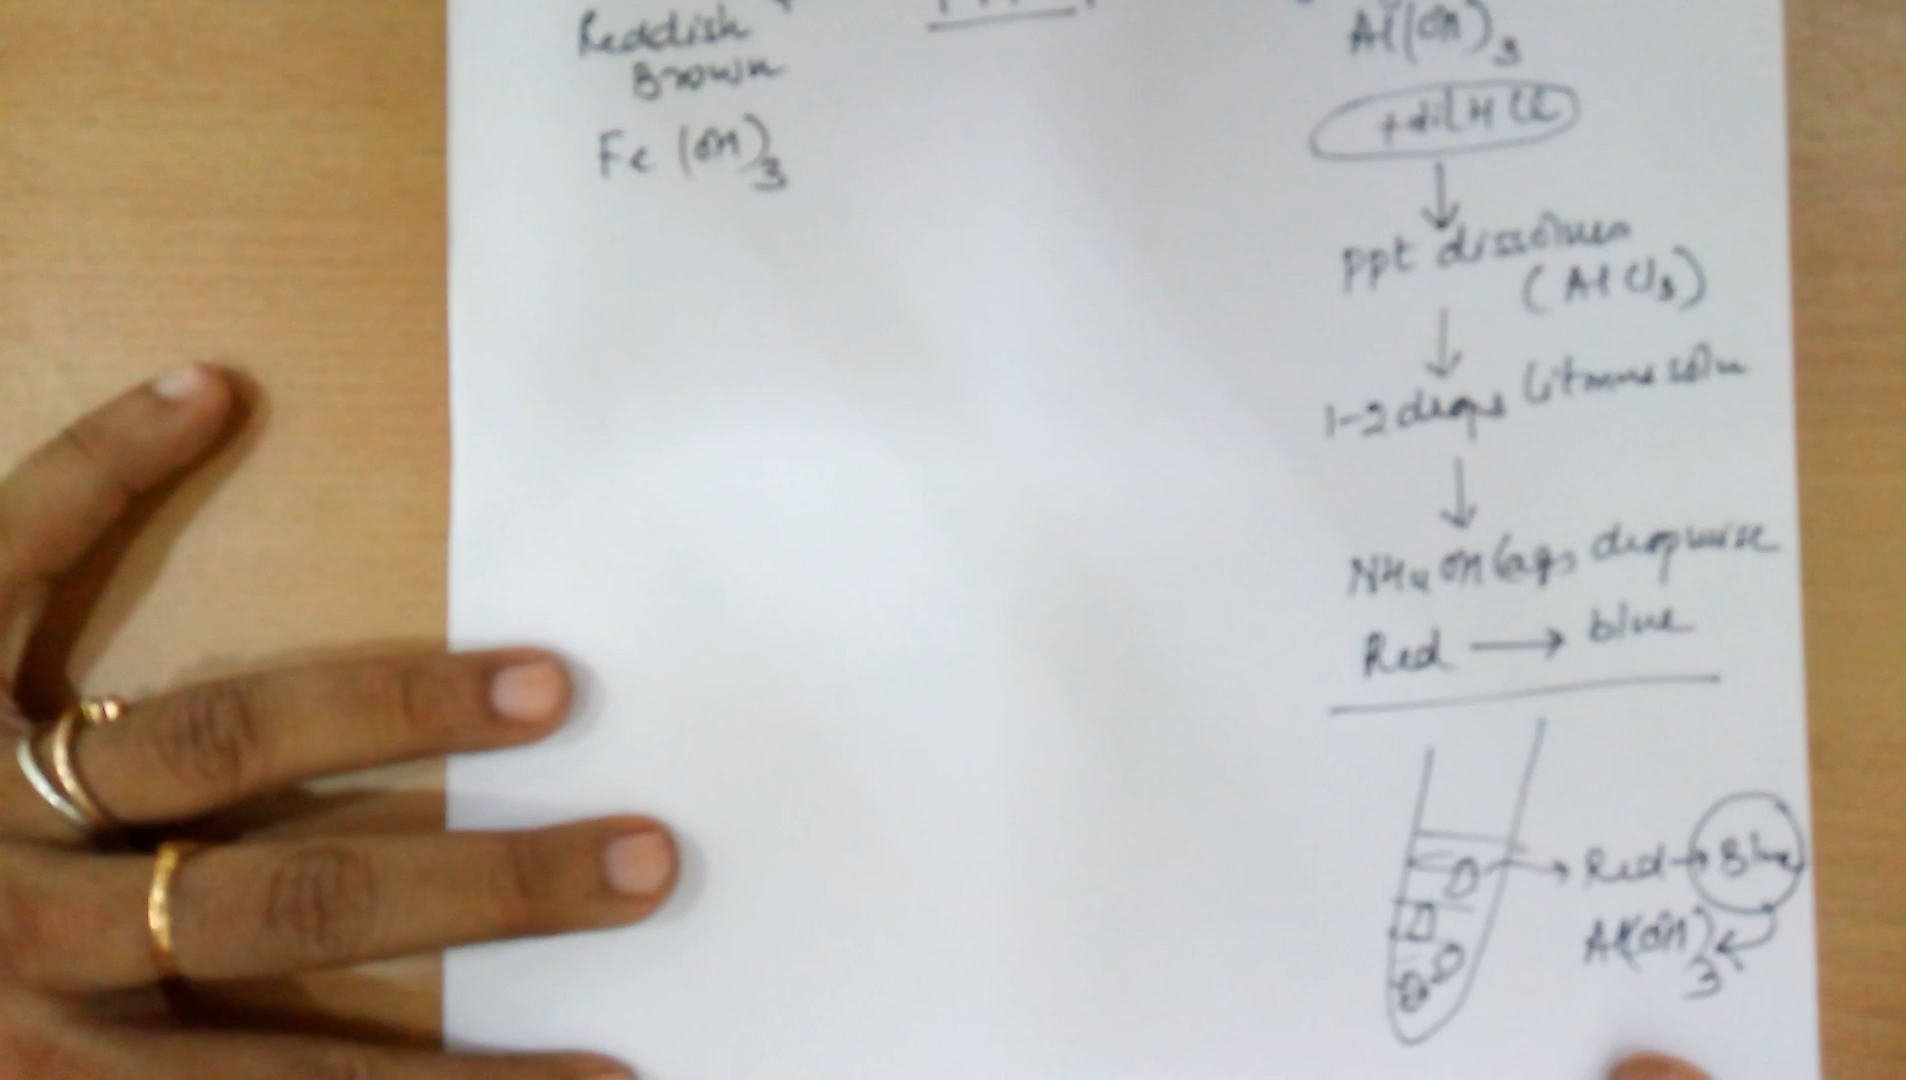 Reddish
Brown
Fe (OH)3
Al(OH)3
+dil HCl
ppt dissolves
(AlCl3)
1-2 drops litmus soln
NH4OH(aq) dropwise
Red → blue
Red → Blue
Al(OH)3